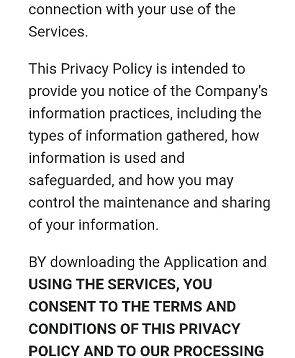 connection with your use of the
Services.
This Privacy Policy is intended to
provide you notice of the Company's
information practices, including the
types of information gathered, how
information is used and
safeguarded, and how you may
control the maintenance and sharing
of your information.
BY downloading the Application and
USING THE SERVICES, YOU
CONSENT TO THE TERMS AND
CONDITIONS OF THIS PRIVACY
POLICY AND TO OUR PROCESSING